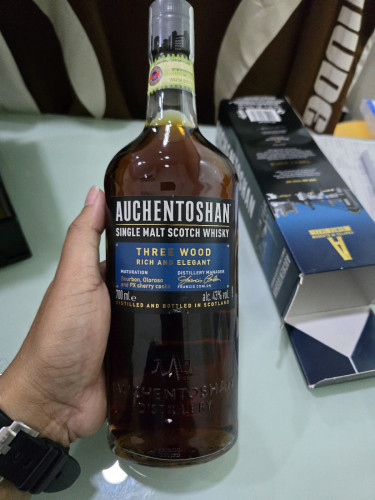 AUCHENTOSHAN
SINGLE MALT SCOTCH WHISKY
THREE WOOD
RICH AND ELEGANT
MATURATION
Bourbon, Oloroso
and PX sherry casks
DISTILLERY MANAGER
700 ml e
alc. 43% vol.
DISTILLED AND BOTTLED IN SCOTLAND
AUCHENTOSHAN
DISTILLERY